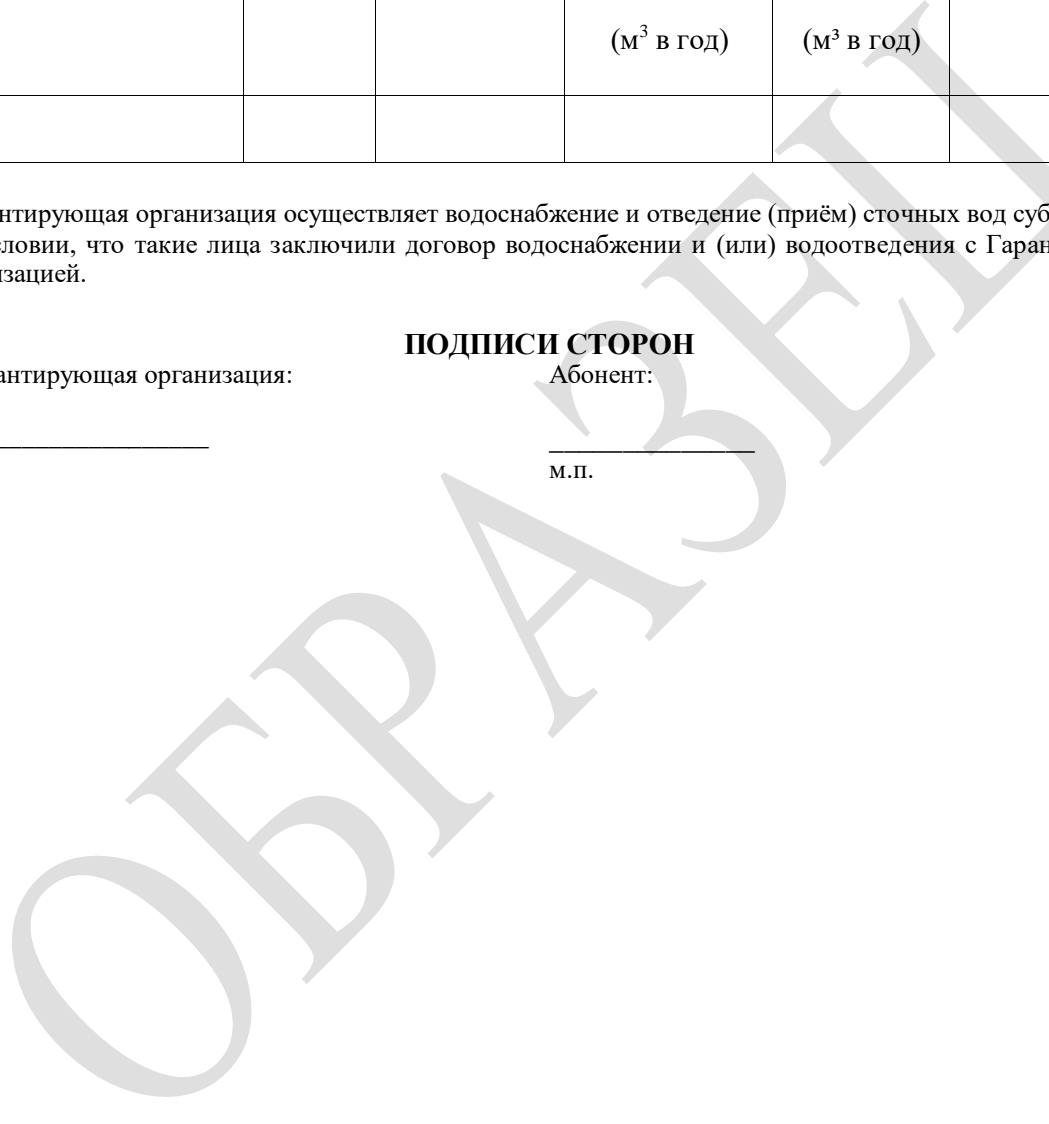 (м³ в год) (м³ в год)
нтирующая организация осуществляет водоснабжение и отведение (приём) сточных вод суб
словии, что такие лица заключили договор водоснабжении и (или) водоотведения с Гаран
изацией.
ПОДПИСИ СТОРОН
антирующая организация: Абонент:
м.п.
ОБРАЗЕЦ